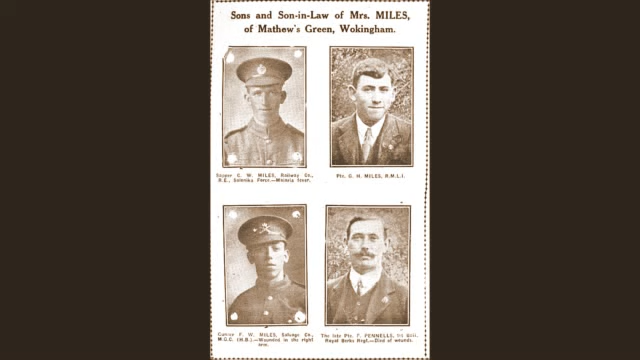 Sons and Son-in-Law of Mrs. MILES,
of Mathew's Green, Wokingham.
Sapper C. W. MILES, Railway Co.,
R.E., Salonika Force.—Malaria fever.
Pte. G. H. MILES, R.M.L.I.
Gunner F. W. MILES, Salvage Co.,
M.G.C. (H.B.)—Wounded in the right
arm.
The late Pte. F. FENNELLS, Batt.
Royal Berks Regt.—Died of wounds.